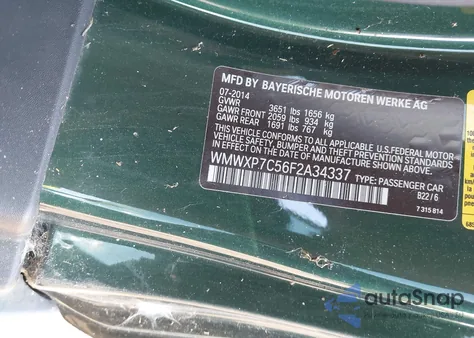 MFD BY BAYERISCHE MOTOREN WERKE AG
07-2014
GVWR 3651 lbs 1656 kg
GAWR FRONT 2059 lbs 934 kg
GAWR REAR 1691 lbs 767 kg
THIS VEHICLE CONFORMS TO ALL APPLICABLE U.S.FEDERAL MOTOR
VEHICLE SAFETY, BUMPER AND THEFT PREVENTION STANDARDS
IN EFFECT ON THE DATE OF MANUFACTURE SHOWN ABOVE.
WMWXP7C56F2A34337 TYPE: PASSENGER CAR
B22 / 6
7 315 814
autoSnap